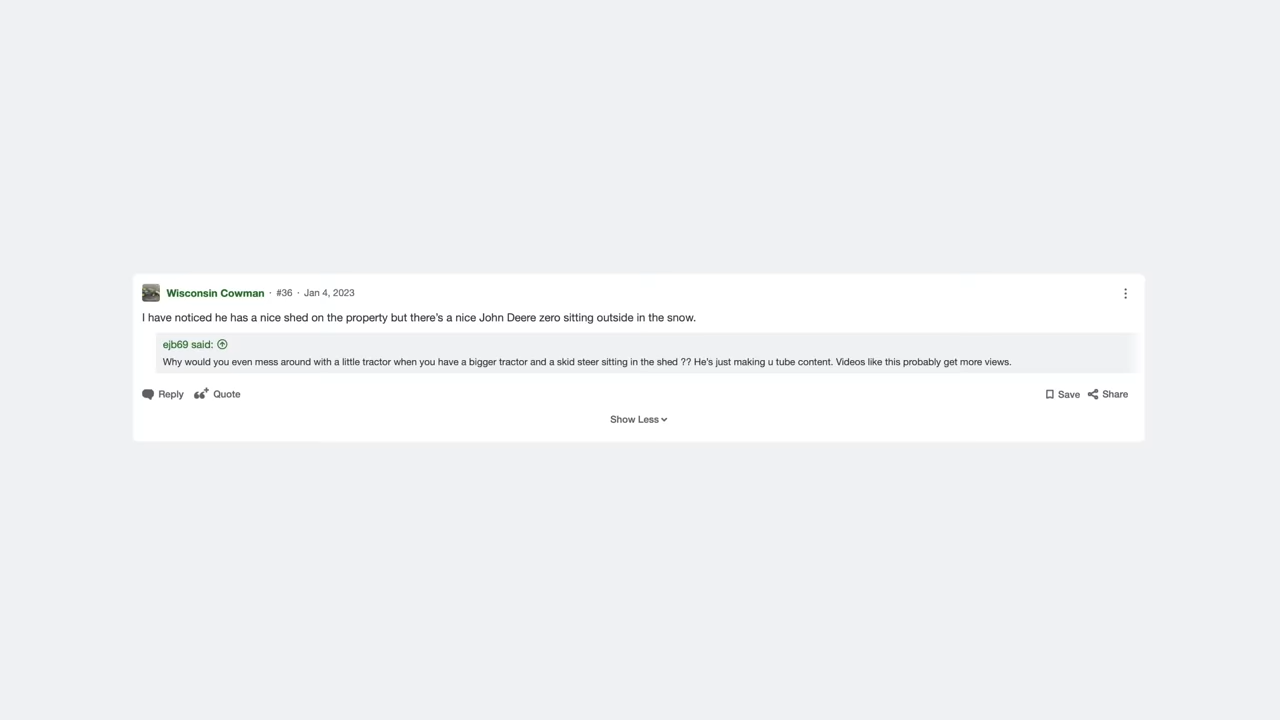 Wisconsin Cowman · #36 · Jan 4, 2023
I have noticed he has a nice shed on the property but there's a nice John Deere zero sitting outside in the snow.
ejb69 said:
Why would you even mess around with a little tractor when you have a bigger tractor and a skid steer sitting in the shed ?? He's just making u tube content. Videos like this probably get more views.
Reply Quote Save Share
Show Less